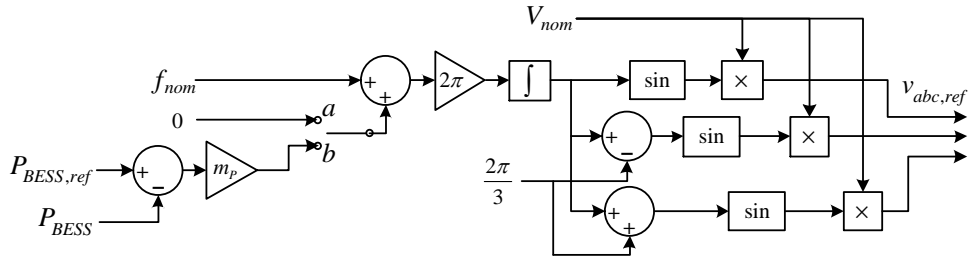 V_nom
f_nom
+
+
2π
∫
sin
×
v_abc,ref
0
a
b
P_BESS,ref
+
−
m_P
P_BESS
+
−
sin
×
2π/3
+
+
sin
×